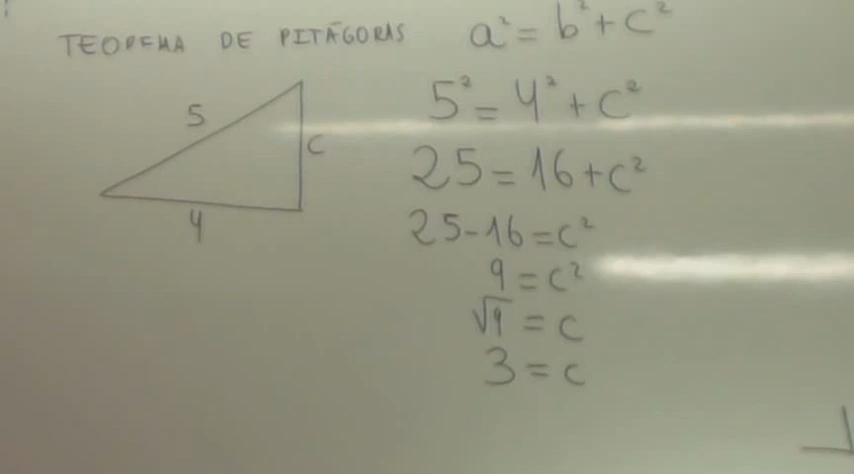 TEOREMA DE PITÁGORAS
a² = b² + c²
5
c
4
5² = 4² + c²
25 = 16 + c²
25 - 16 = c²
9 = c²
√9 = c
3 = c